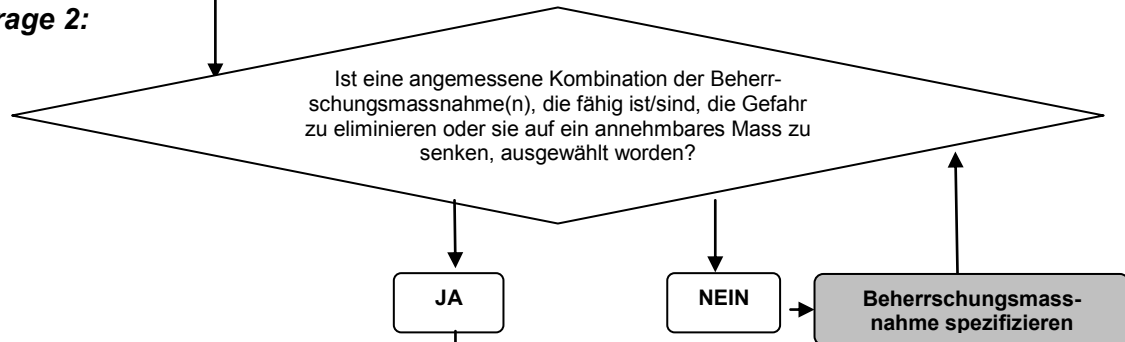 rage 2:
Ist eine angemessene Kombination der Beherr-
schungsmassnahme(n), die fähig ist/sind, die Gefahr
zu eliminieren oder sie auf ein annehmbares Mass zu
senken, ausgewählt worden?
JA
NEIN
Beherrschungsmass-
nahme spezifizieren